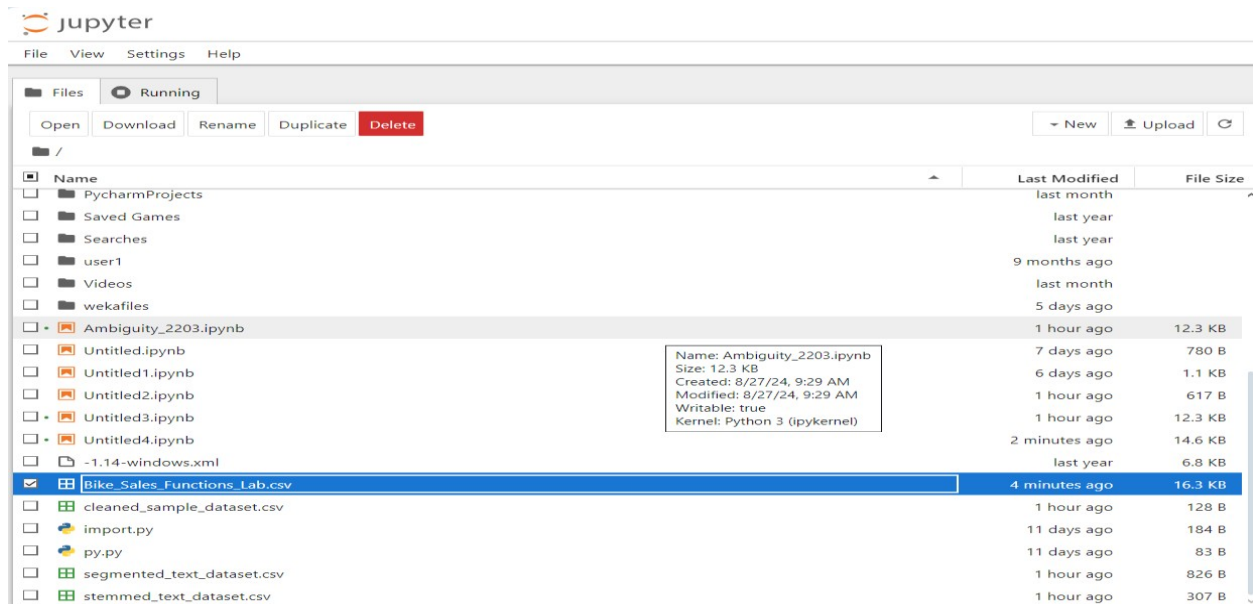 jupyter
File View Settings Help
Files Running
Open Download Rename Duplicate Delete New Upload
/
Name Last Modified File Size
PycharmProjects last month
Saved Games last year
Searches last year
user1 9 months ago
Videos last month
wekafiles 5 days ago
Ambiguity_2203.ipynb 1 hour ago 12.3 KB
Untitled.ipynb 7 days ago 780 B
Untitled1.ipynb 6 days ago 1.1 KB
Untitled2.ipynb 1 hour ago 617 B
Untitled3.ipynb 1 hour ago 12.3 KB
Untitled4.ipynb 2 minutes ago 14.6 KB
Name: Ambiguity_2203.ipynb
Size: 12.3 KB
Created: 8/27/24, 9:29 AM
Modified: 8/27/24, 9:29 AM
Writable: true
Kernel: Python 3 (ipykernel)
-1.14-windows.xml last year 6.8 KB
Bike_Sales_Functions_Lab.csv 4 minutes ago 16.3 KB
cleaned_sample_dataset.csv 1 hour ago 128 B
import.py 11 days ago 184 B
py.py 11 days ago 83 B
segmented_text_dataset.csv 1 hour ago 826 B
stemmed_text_dataset.csv 1 hour ago 307 B